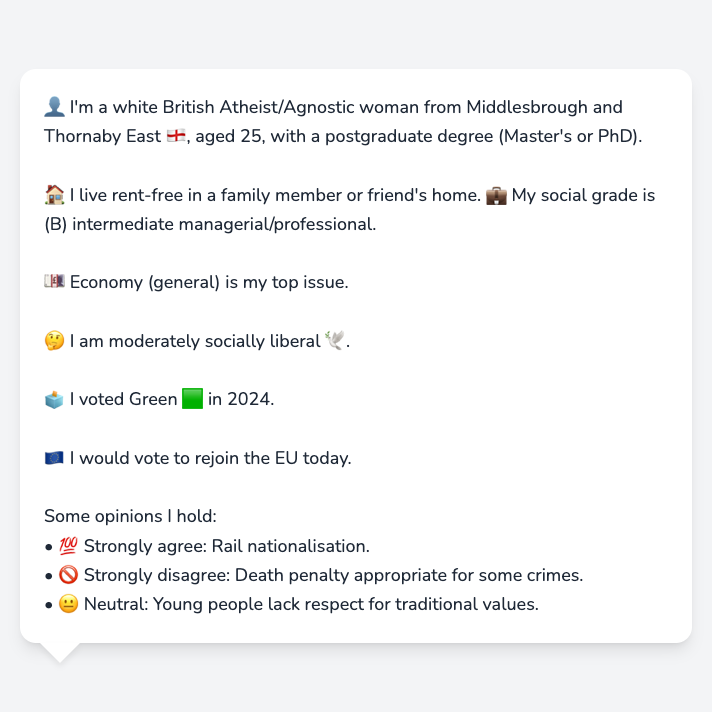 👤 I'm a white British Atheist/Agnostic woman from Middlesbrough and
Thornaby East 🏴󠁧󠁢󠁥󠁮󠁧󠁿, aged 25, with a postgraduate degree (Master's or PhD).
🏠 I live rent-free in a family member or friend's home. 💼 My social grade is
(B) intermediate managerial/professional.
💷 Economy (general) is my top issue.
🤔 I am moderately socially liberal 🕊️.
🗳️ I voted Green 🟩 in 2024.
🇪🇺 I would vote to rejoin the EU today.
Some opinions I hold:
• 💯 Strongly agree: Rail nationalisation.
• 🚫 Strongly disagree: Death penalty appropriate for some crimes.
• 😐 Neutral: Young people lack respect for traditional values.